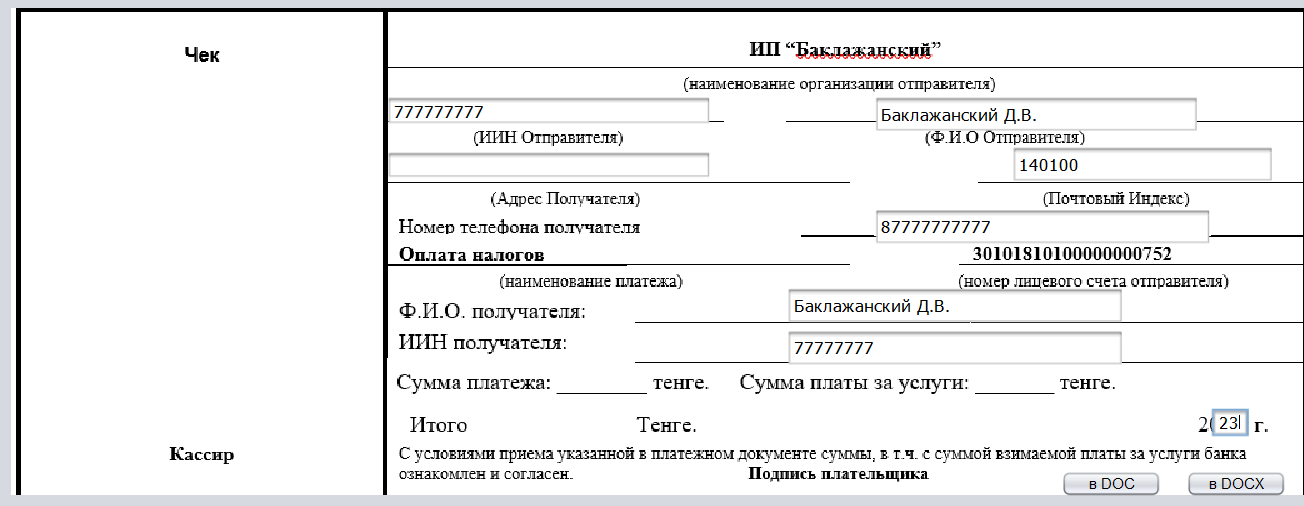 Чек
ИП “Баклажанский”
(наименование организации отправителя)
777777777 Баклажанский Д.В.
(ИИН Отправителя) (Ф.И.О Отправителя)
140100
(Адрес Получателя) (Почтовый Индекс)
Номер телефона получателя 87777777777
Оплата налогов 30101810100000000752
(наименование платежа) (номер лицевого счета отправителя)
Ф.И.О. получателя: Баклажанский Д.В.
ИИН получателя: 77777777
Сумма платежа: ________ тенге. Сумма платы за услуги: _______ тенге.
Итого Тенге. 2023 г.
Кассир
С условиями приема указанной в платежном документе суммы, в т.ч. с суммой взимаемой платы за услуги банка
ознакомлен и согласен. Подпись плательщика
в DOC в DOCX